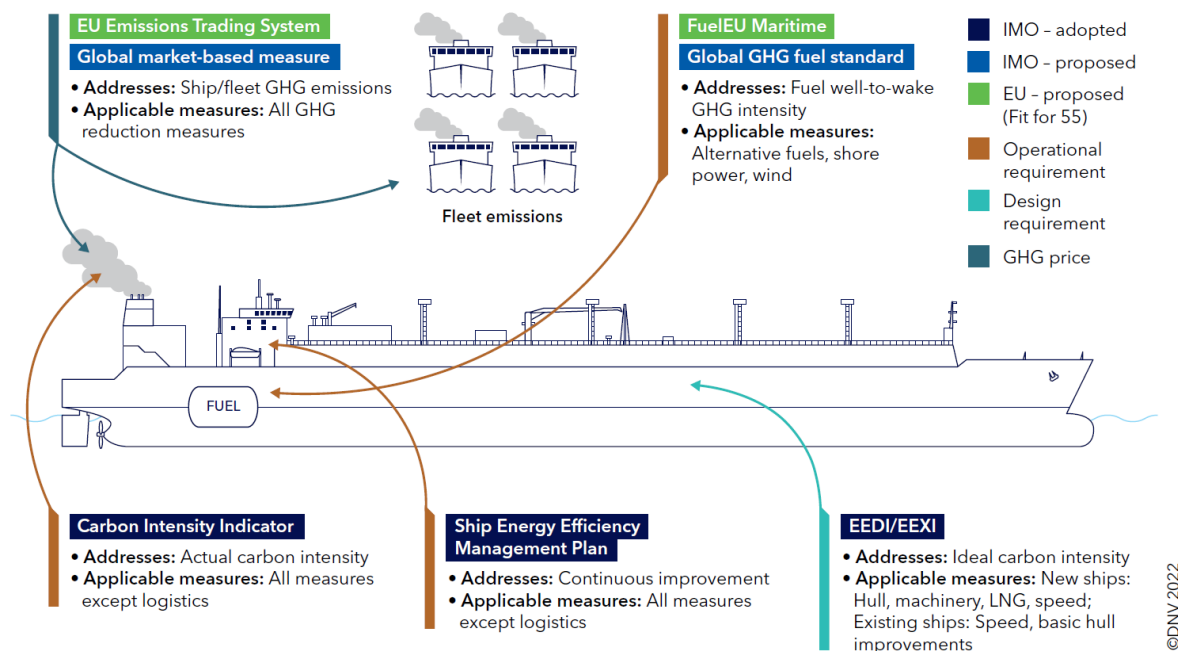 EU Emissions Trading System
Global market-based measure
• Addresses: Ship/fleet GHG emissions
• Applicable measures: All GHG
reduction measures
Fleet emissions
FuelEU Maritime
Global GHG fuel standard
• Addresses: Fuel well-to-wake
GHG intensity
• Applicable measures:
Alternative fuels, shore
power, wind
IMO – adopted
IMO – proposed
EU – proposed
(Fit for 55)
Operational
requirement
Design
requirement
GHG price
FUEL
Carbon Intensity Indicator
• Addresses: Actual carbon intensity
• Applicable measures: All measures
except logistics
Ship Energy Efficiency
Management Plan
• Addresses: Continuous improvement
• Applicable measures: All measures
except logistics
EEDI/EEXI
• Addresses: Ideal carbon intensity
• Applicable measures: New ships:
Hull, machinery, LNG, speed;
Existing ships: Speed, basic hull
improvements
©DNV 2022